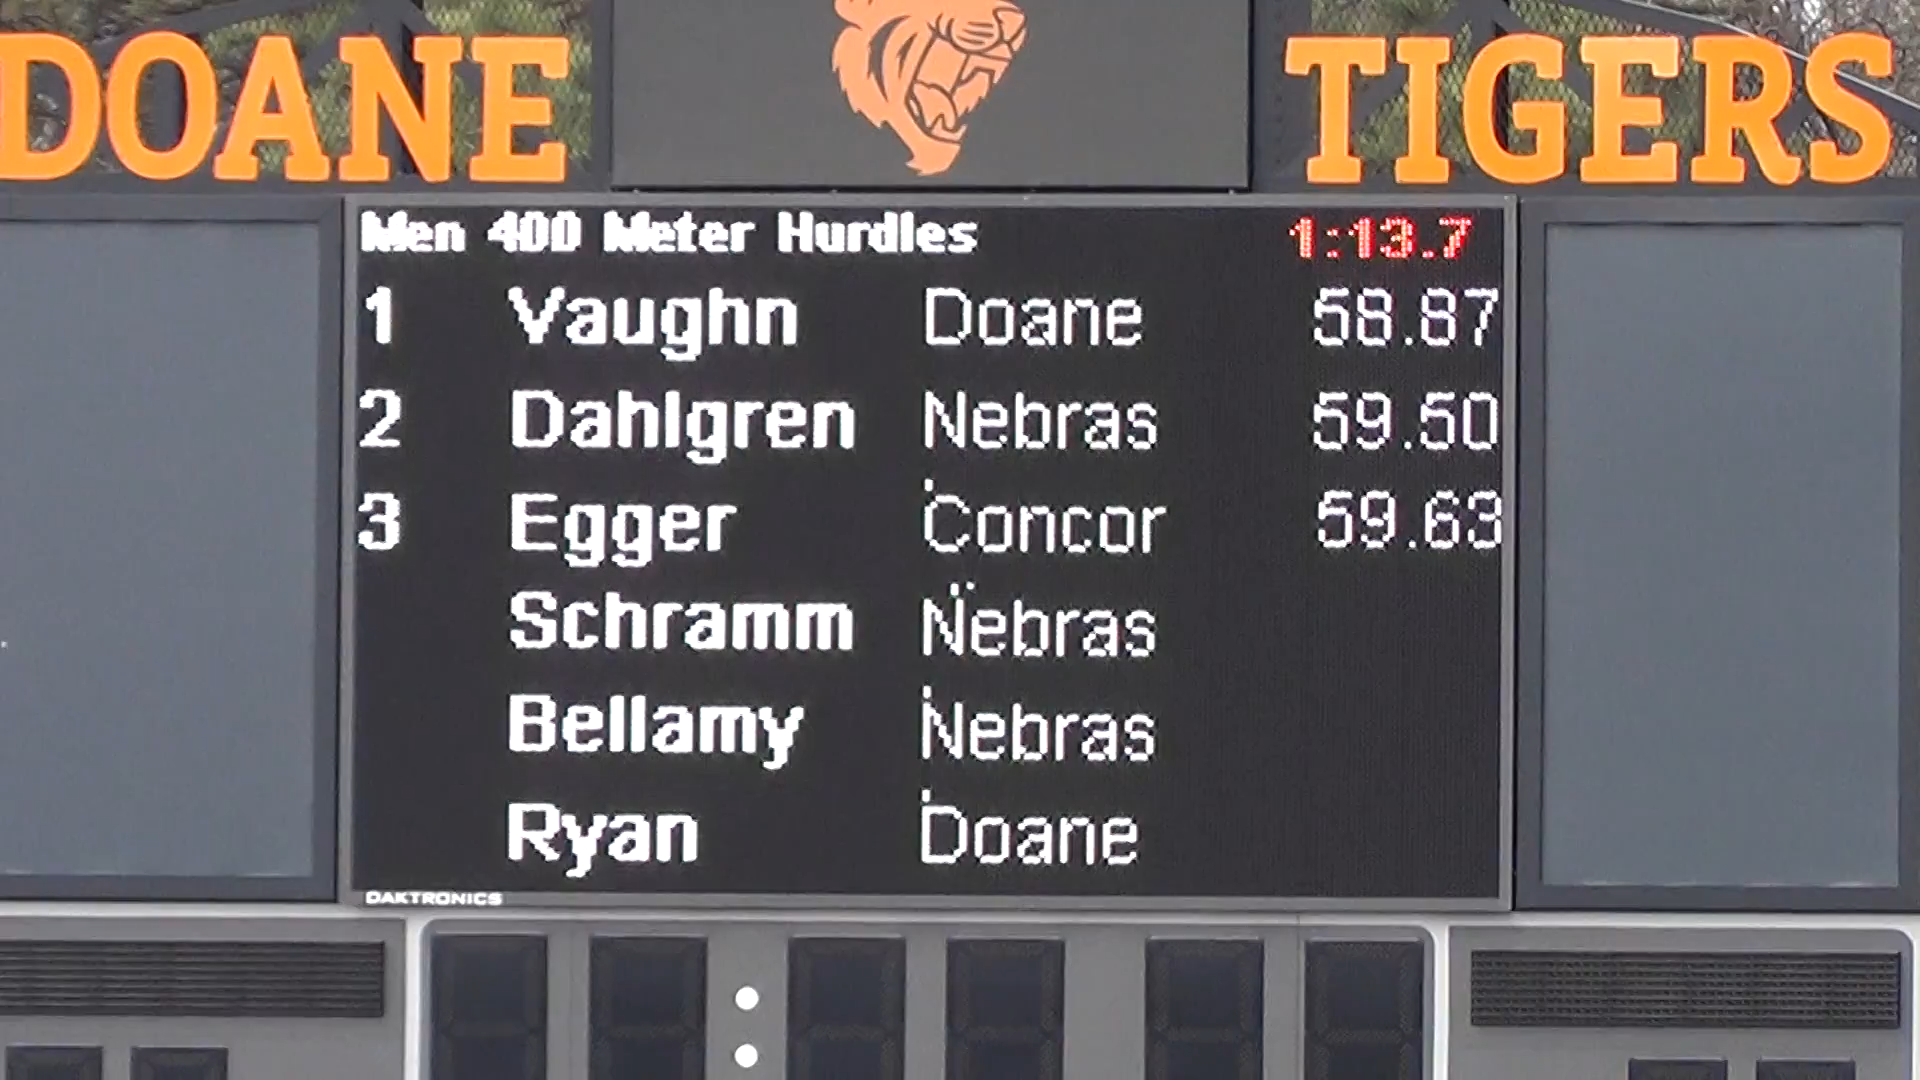 DOANE TIGERS
Men 400 Meter Hurdles 1:13.7
1 Vaughn Doane 58.87
2 Dahlgren Nebras 59.50
3 Egger Concor 59.63
Schramm Nebras
Bellamy Nebras
Ryan Doane
DAKTRONICS